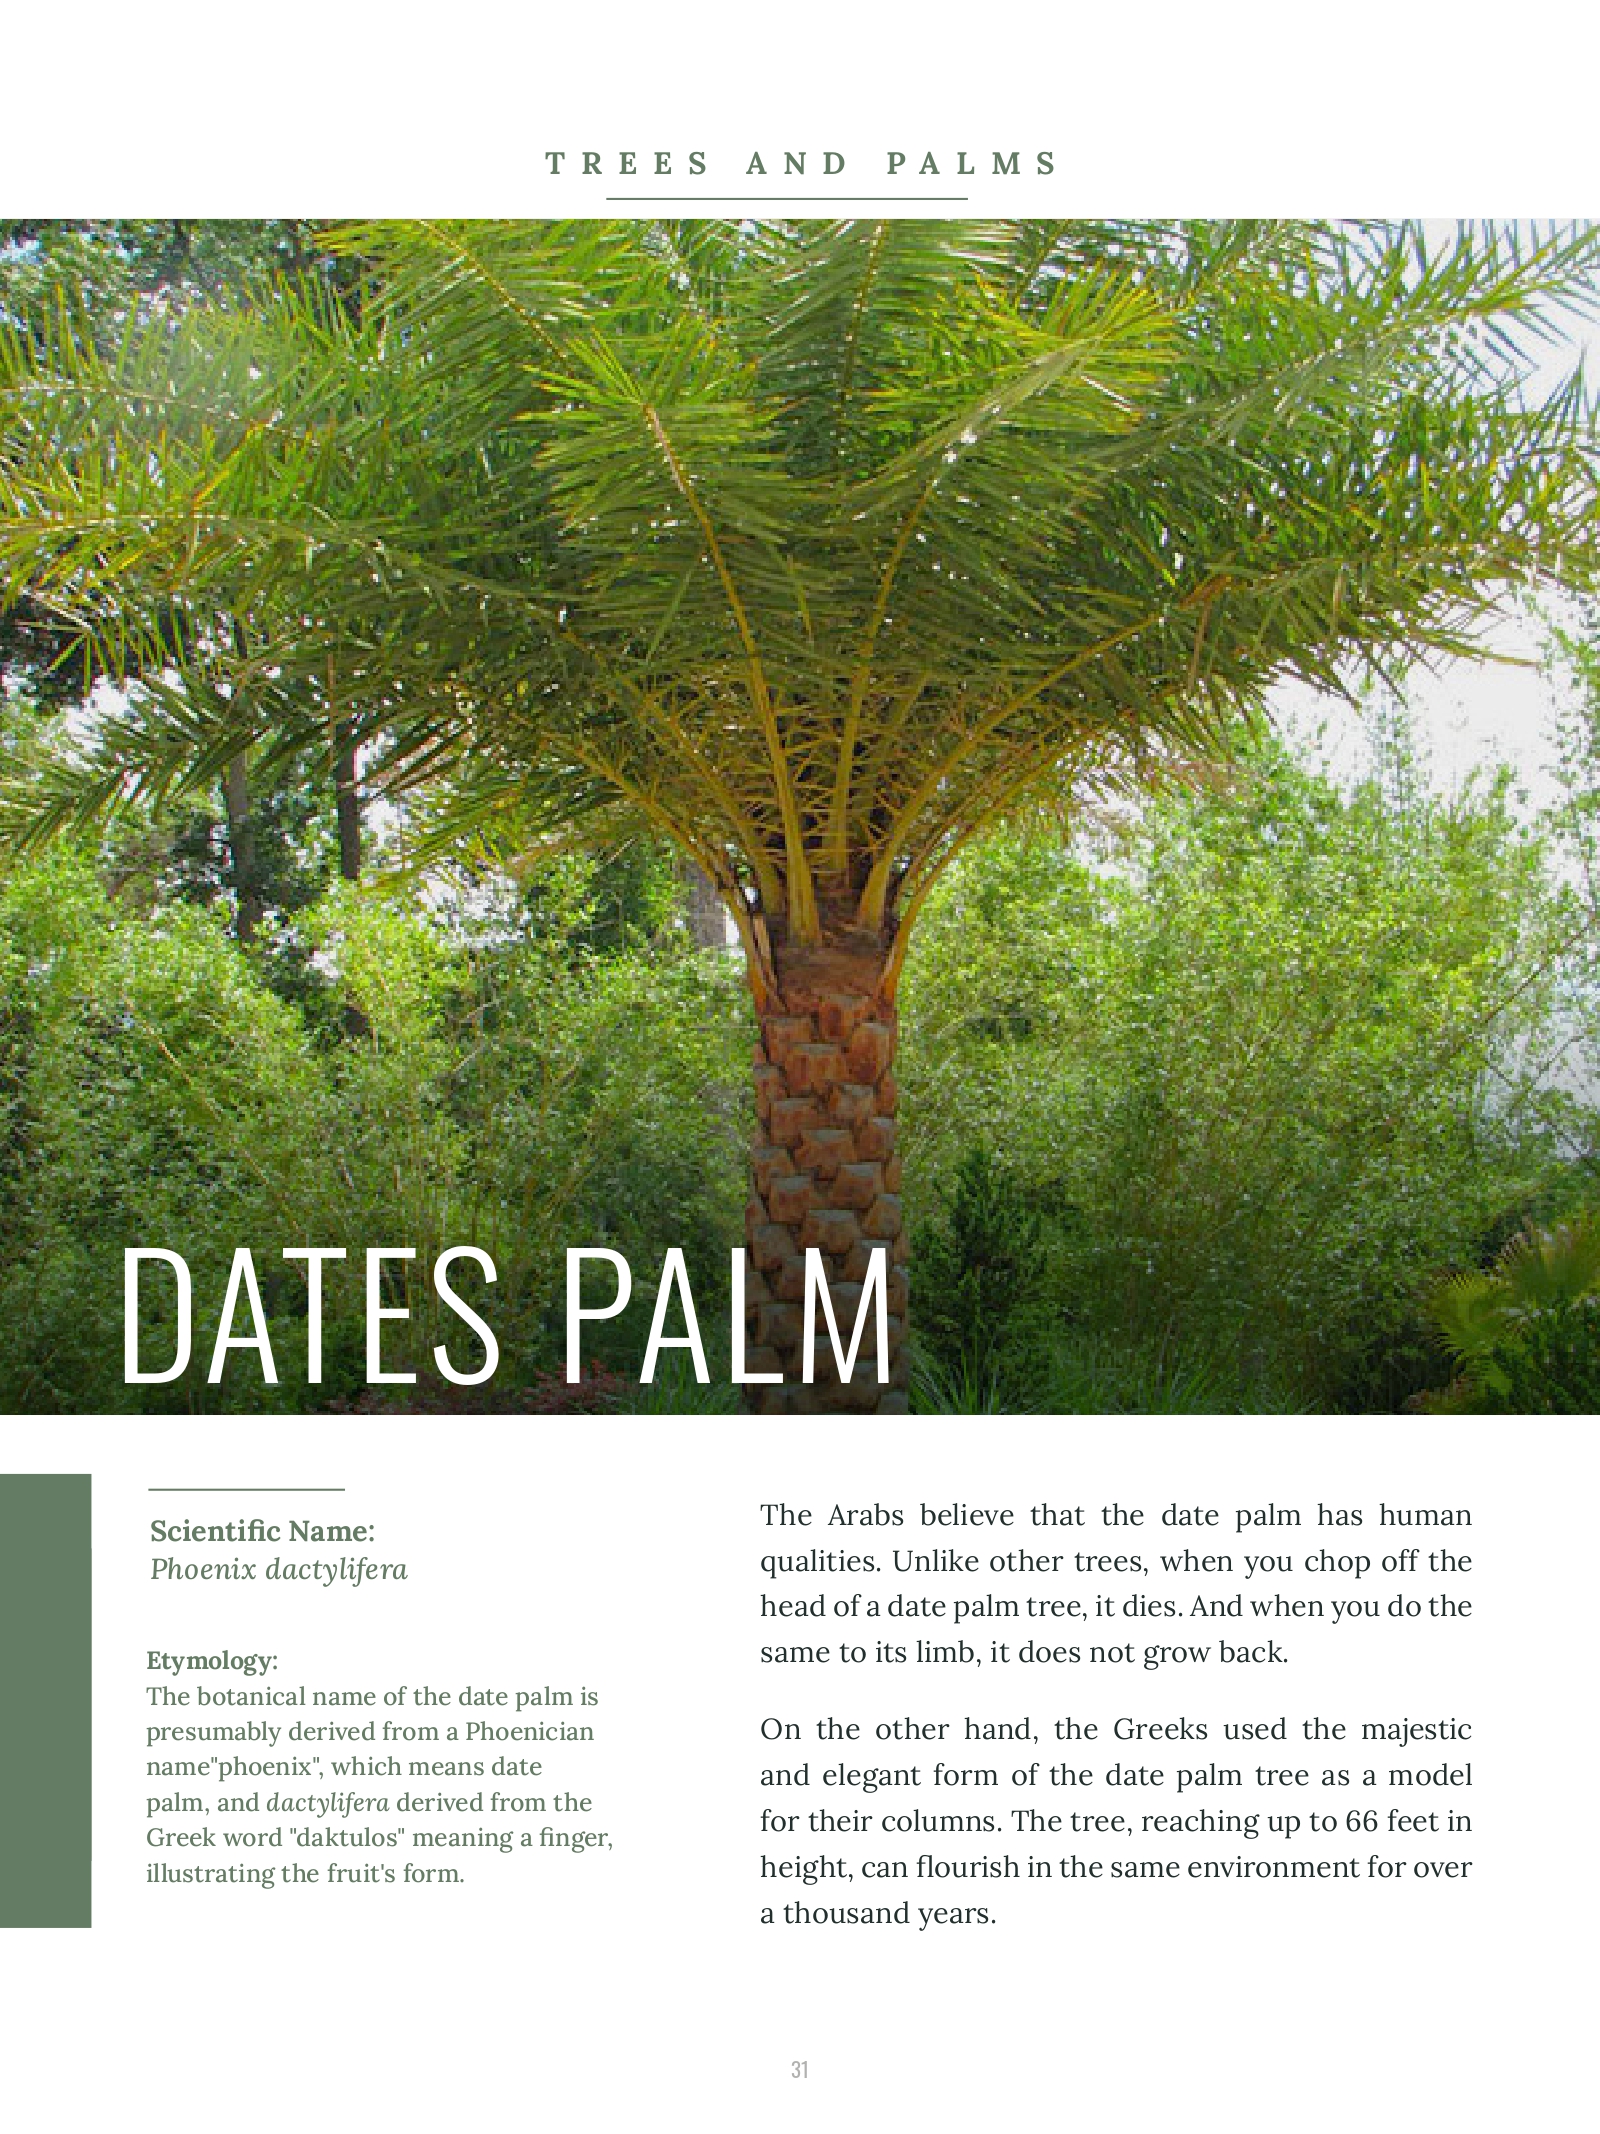 TREES AND PALMS
DATES PALM
Scientific Name:
Phoenix dactylifera
Etymology:
The botanical name of the date palm is
presumably derived from a Phoenician
name"phoenix", which means date
palm, and dactylifera derived from the
Greek word "daktulos" meaning a finger,
illustrating the fruit's form.
The Arabs believe that the date palm has human
qualities. Unlike other trees, when you chop off the
head of a date palm tree, it dies. And when you do the
same to its limb, it does not grow back.
On the other hand, the Greeks used the majestic
and elegant form of the date palm tree as a model
for their columns. The tree, reaching up to 66 feet in
height, can flourish in the same environment for over
a thousand years.
31